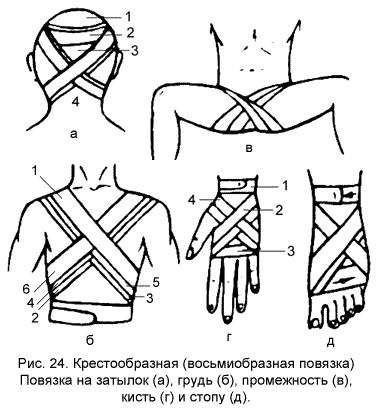 1
2
3
4
а
в
1
6
4
2
5
3
б
4
1
2
3
г
д
Рис. 24. Крестообразная (восьмиобразная повязка)
Повязка на затылок (а), грудь (б), промежность (в),
кисть (г) и стопу (д).